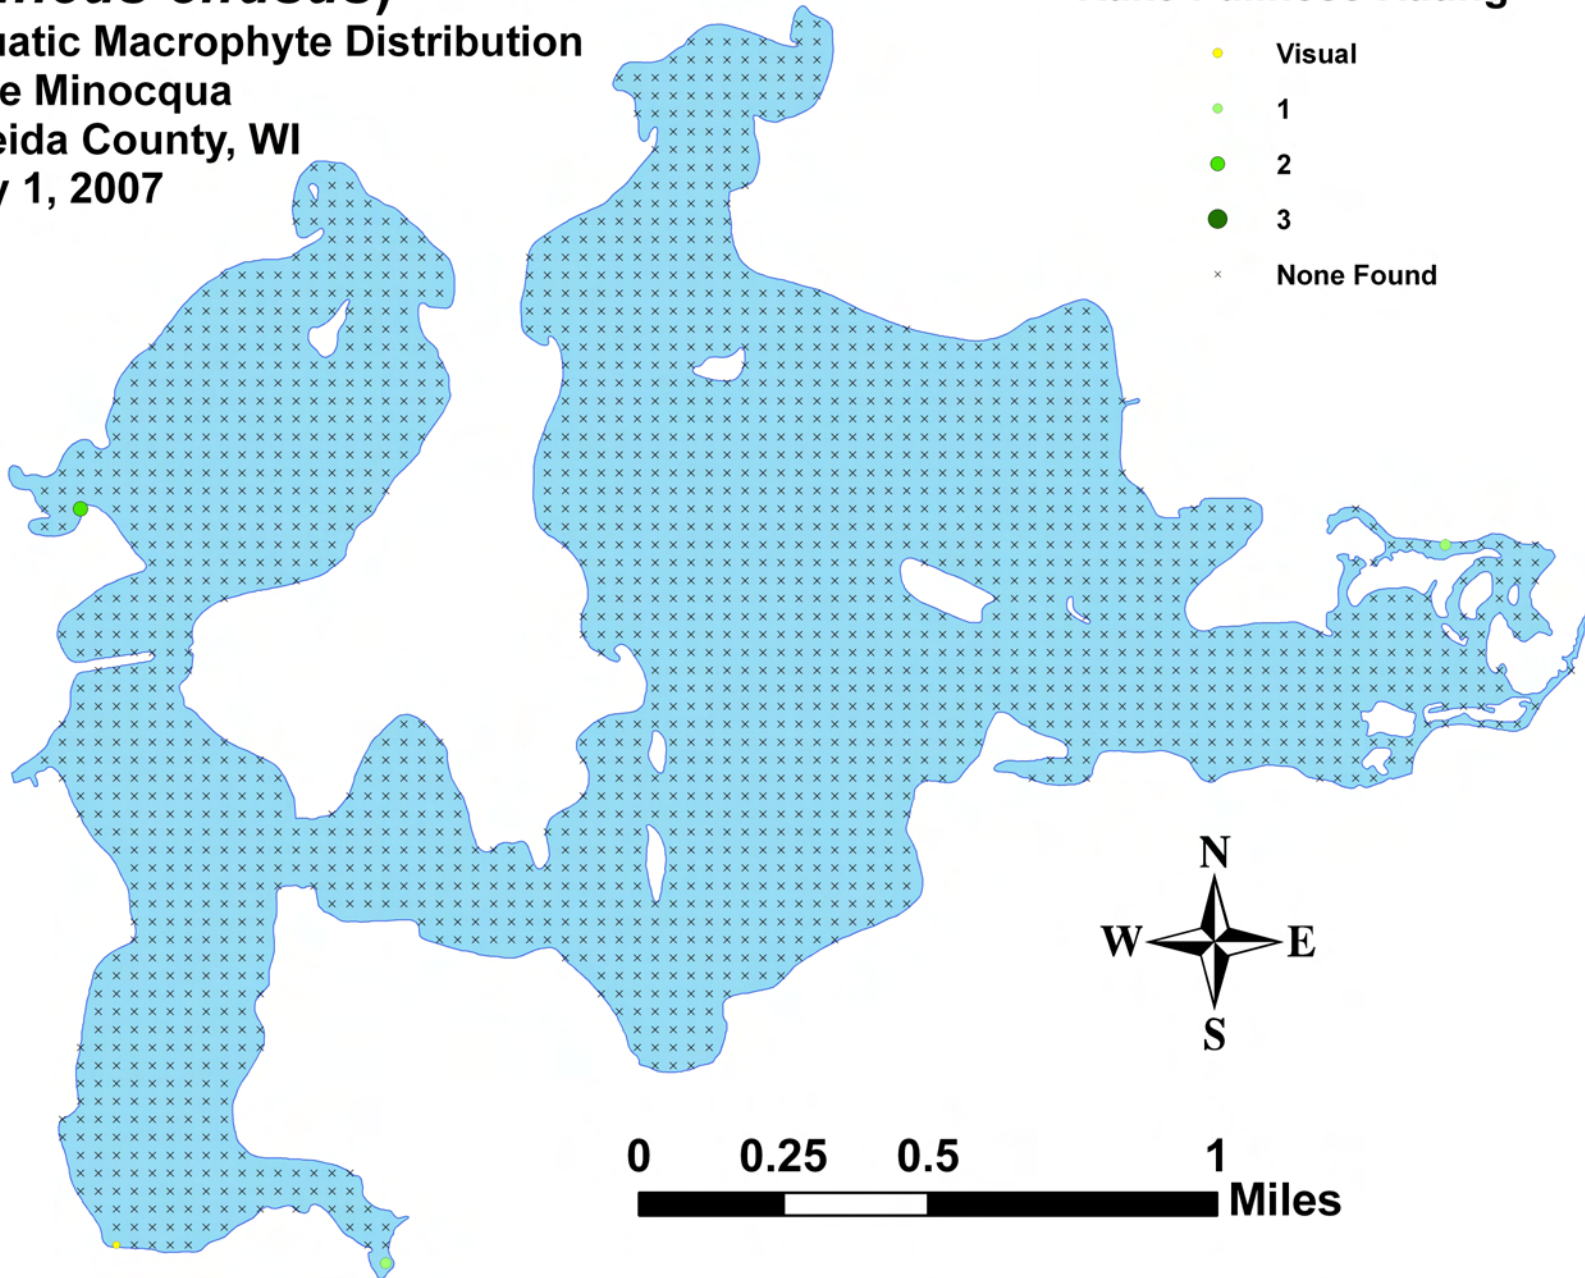 uatic Macrophyte Distribution
e Minocqua
eida County, WI
y 1, 2007
Visual
1
2
3
None Found
N
W E
S
0 0.25 0.5 1
Miles